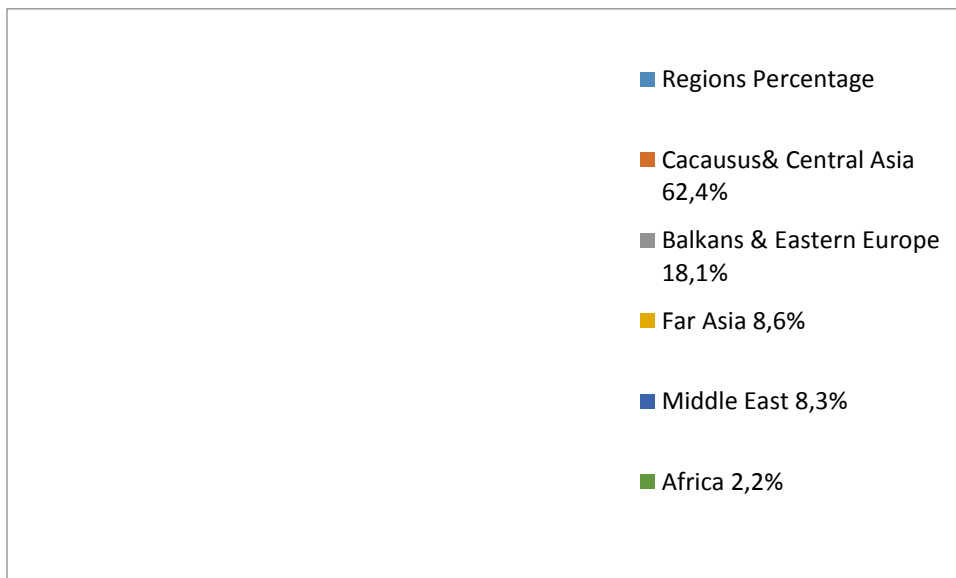 Regions Percentage
Cacausus& Central Asia
62,4%
Balkans & Eastern Europe
18,1%
Far Asia 8,6%
Middle East 8,3%
Africa 2,2%